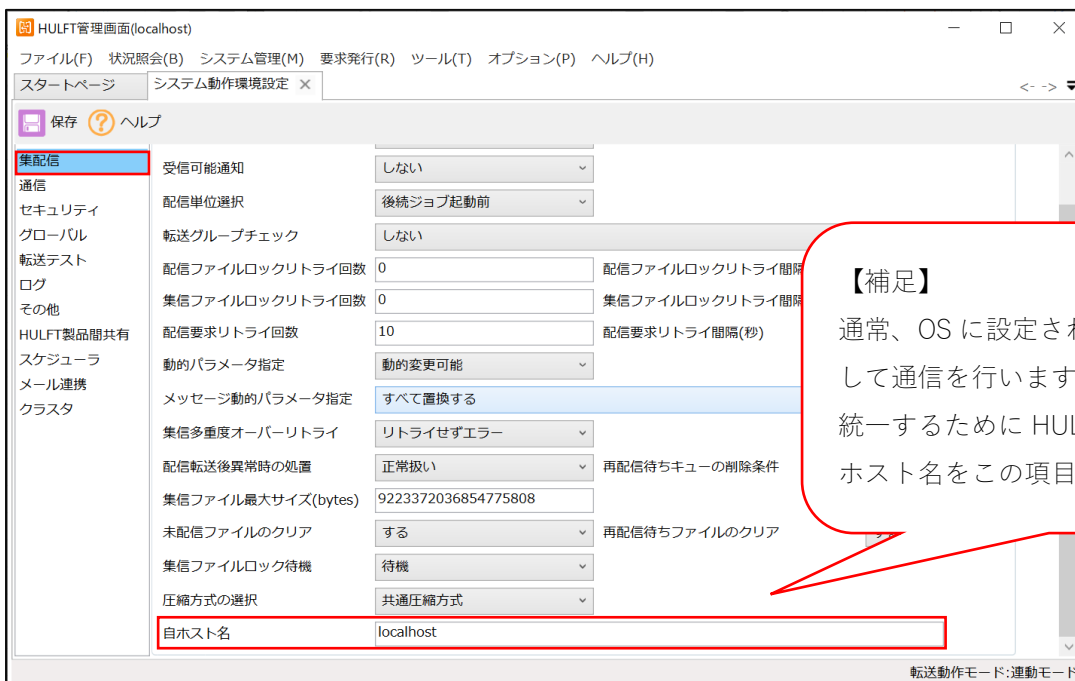 HULFT管理画面(localhost)
ファイル(F) 状況照会(B) システム管理(M) 要求発行(R) ツール(T) オプション(P) ヘルプ(H)
スタートページ システム動作環境設定
<- ->
保存 ヘルプ
集配信
通信
セキュリティ
グローバル
転送テスト
ログ
その他
HULFT製品間共有
スケジューラ
メール連携
クラスタ
受信可能通知 しない
配信単位選択 後続ジョブ起動前
転送グループチェック しない
配信ファイルロックリトライ回数 0 配信ファイルロックリトライ間隔
集信ファイルロックリトライ回数 0 集信ファイルロックリトライ間隔
配信要求リトライ回数 10 配信要求リトライ間隔(秒)
動的パラメータ指定 動的変更可能
メッセージ動的パラメータ指定 すべて置換する
集信多重度オーバーリトライ リトライせずエラー
配信転送後異常時の処置 正常扱い 再配信待ちキューの削除条件
集信ファイル最大サイズ(bytes) 9223372036854775808
未配信ファイルのクリア する 再配信待ちファイルのクリア
集信ファイルロック待機 待機
圧縮方式の選択 共通圧縮方式
自ホスト名 localhost
【補足】
通常、OS に設定され
して通信を行います
統一するために HUL
ホスト名をこの項目
転送動作モード:連動モード